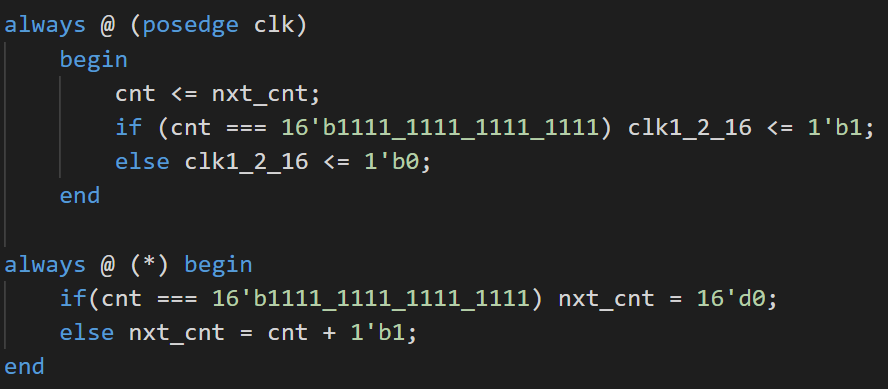 always @ (posedge clk)
begin
cnt <= nxt_cnt;
if (cnt === 16'b1111_1111_1111_1111) clk1_2_16 <= 1'b1;
else clk1_2_16 <= 1'b0;
end
always @ (*) begin
if(cnt === 16'b1111_1111_1111_1111) nxt_cnt = 16'd0;
else nxt_cnt = cnt + 1'b1;
end